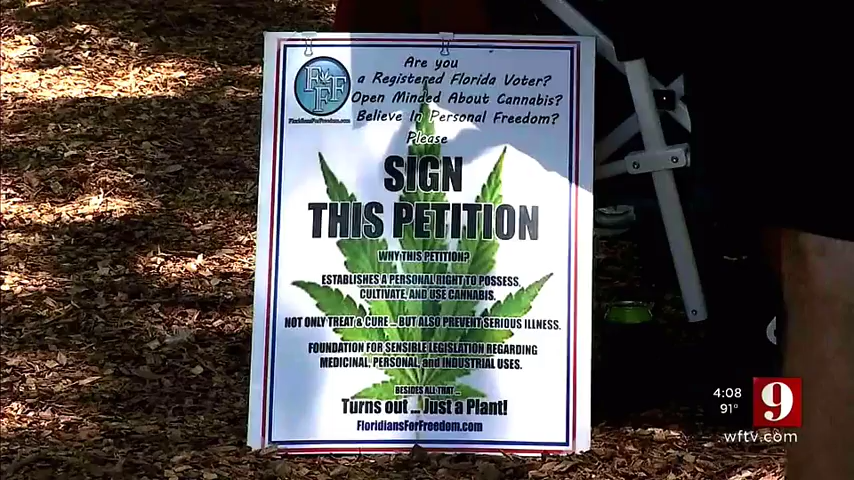 Are you
a Registered Florida Voter?
Open Minded About Cannabis?
Believe In Personal Freedom?
Please
FFF
FloridiansForFreedom.com
SIGN
THIS PETITION
WHY THIS PETITION?
ESTABLISHES A PERSONAL RIGHT TO POSSESS,
CULTIVATE, AND USE CANNABIS.
NOT ONLY TREAT & CURE ... BUT ALSO PREVENT SERIOUS ILLNESS.
FOUNDATION FOR SENSIBLE LEGISLATION REGARDING
MEDICINAL, PERSONAL, and INDUSTRIAL USES.
BESIDES ALL THAT ...
Turns out ... Just a Plant!
FloridiansForFreedom.com
4:08
91°
9
wftv.com